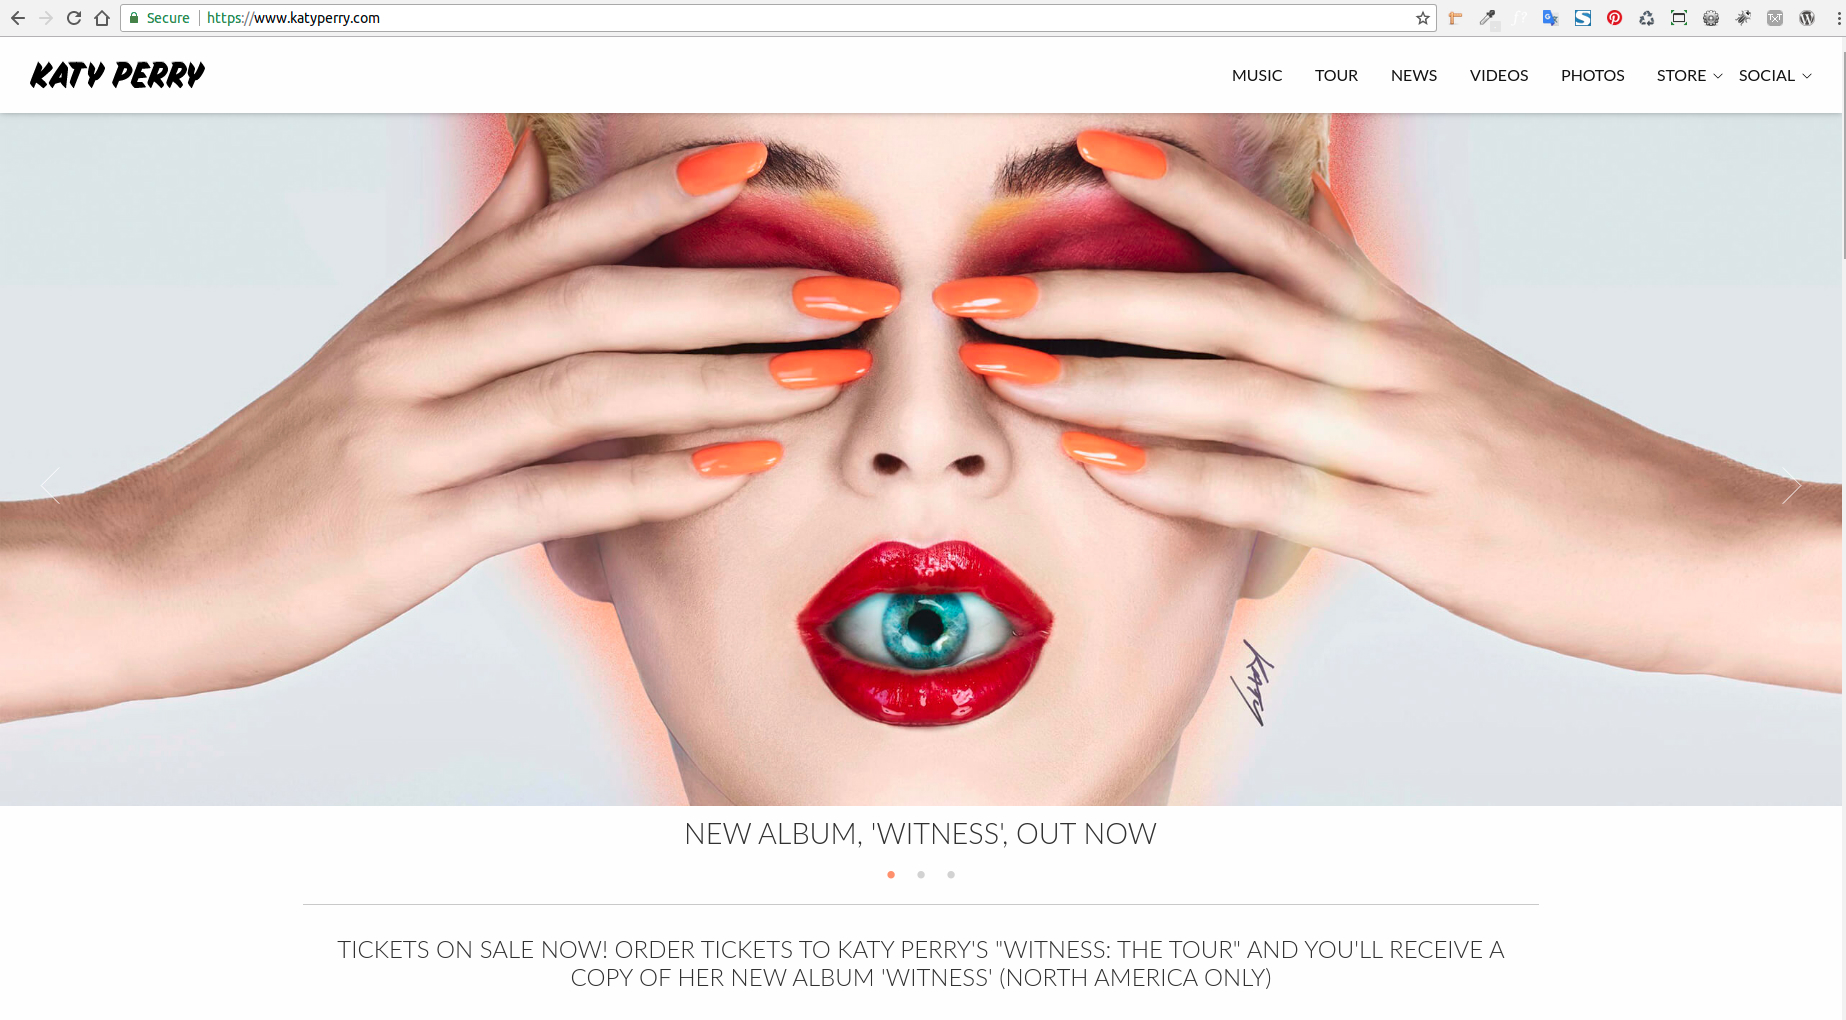 Secure https://www.katyperry.com
KATY PERRY
MUSIC TOUR NEWS VIDEOS PHOTOS STORE SOCIAL
Katy
NEW ALBUM, 'WITNESS', OUT NOW
TICKETS ON SALE NOW! ORDER TICKETS TO KATY PERRY'S "WITNESS: THE TOUR" AND YOU'LL RECEIVE A
COPY OF HER NEW ALBUM 'WITNESS' (NORTH AMERICA ONLY)